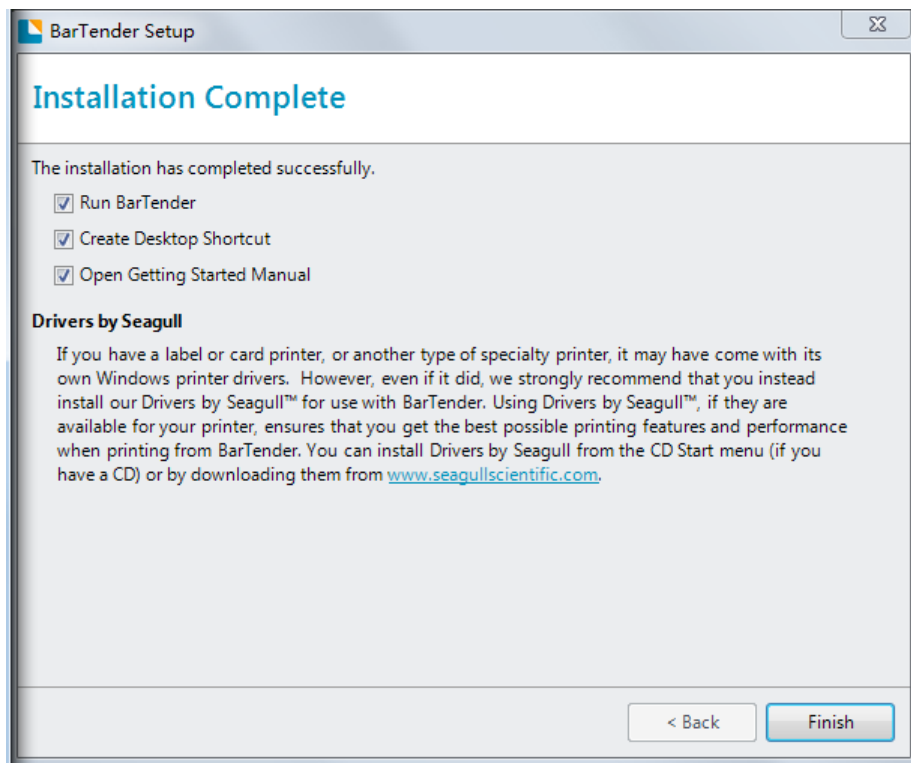 BarTender Setup
Installation Complete
The installation has completed successfully.
Run BarTender
Create Desktop Shortcut
Open Getting Started Manual
Drivers by Seagull
If you have a label or card printer, or another type of specialty printer, it may have come with its
own Windows printer drivers.  However, even if it did, we strongly recommend that you instead
install our Drivers by Seagull™ for use with BarTender. Using Drivers by Seagull™, if they are
available for your printer, ensures that you get the best possible printing features and performance
when printing from BarTender. You can install Drivers by Seagull from the CD Start menu (if you
have a CD) or by downloading them from www.seagullscientific.com.
< Back
Finish